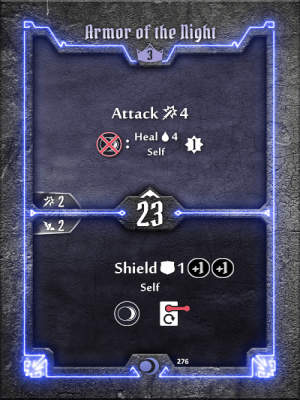 Armor of the Night
3
Attack 4
: Heal 4 1
Self
2
23
2
Shield 1 +1 +1
Self
276